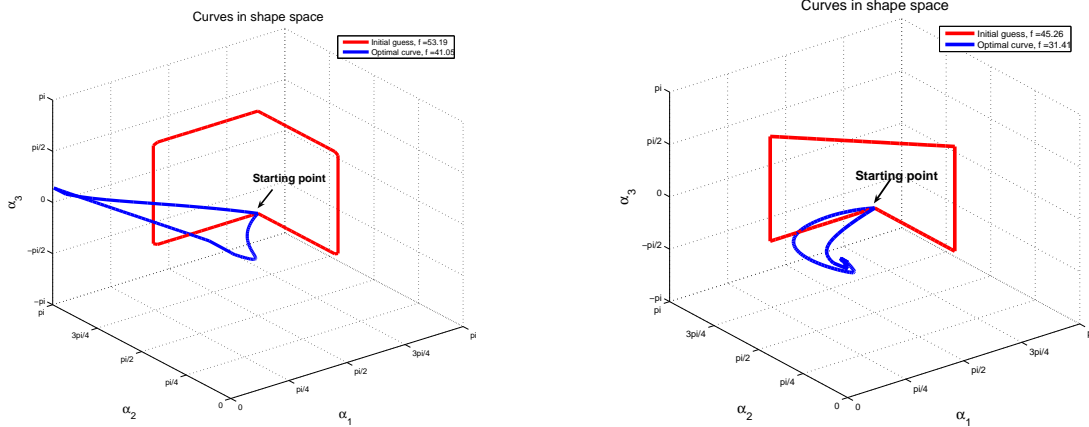 Curves in shape space
Initial guess, f =53.19
Optimal curve, f =41.05
pi
pi/2
0
−pi/2
−pi
α3
Starting point
pi
3pi/4
pi/2
pi/4
0
α2
0
pi/4
pi/2
3pi/4
pi
α1
Curves in shape space
Initial guess, f =45.26
Optimal curve, f =31.41
pi
pi/2
0
−pi/2
−pi
α3
Starting point
pi
3pi/4
pi/2
pi/4
0
α2
0
pi/4
pi/2
3pi/4
p
α1